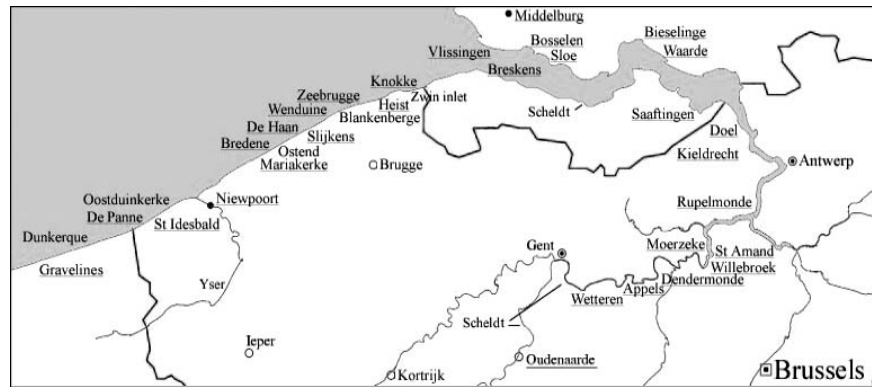 Middelburg
Bosselen
Sloe
Bieselinge
Waarde
Vlissingen
Breskens
Knokke
Zwin inlet
Zeebrugge
Heist
Wenduine
Blankenberge
De Haan
Slijkens
Bredene
Ostend
Mariakerke
Scheldt
Saaftingen
Doel
Kieldrecht
Antwerp
Brugge
Oostduinkerke
Niewpoort
De Panne
St Idesbald
Dunkerque
Gravelines
Rupelmonde
Gent
Moerzeke
St Amand
Willebroek
Dendermonde
Appels
Wetteren
Yser
Scheldt
Ieper
Oudenaarde
Kortrijk
Brussels